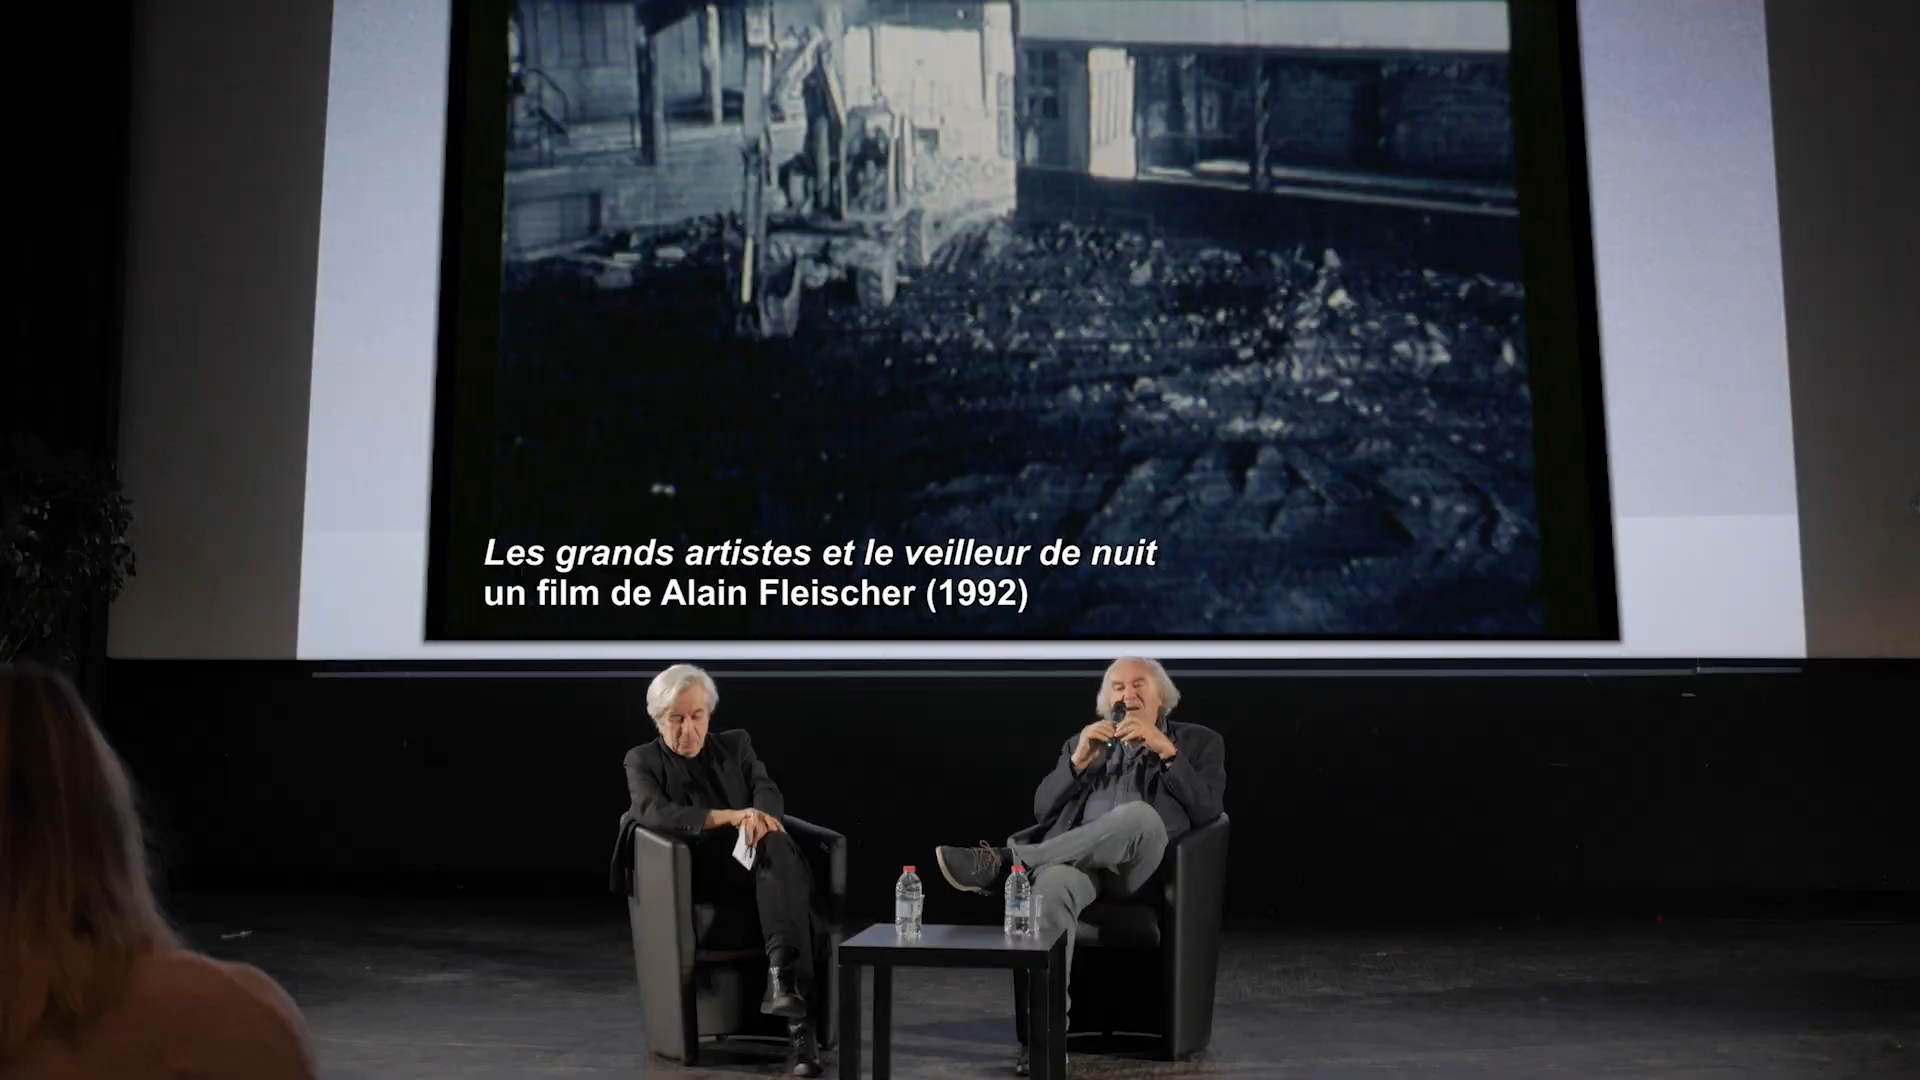 Les grands artistes et le veilleur de nuit
un film de Alain Fleischer (1992)